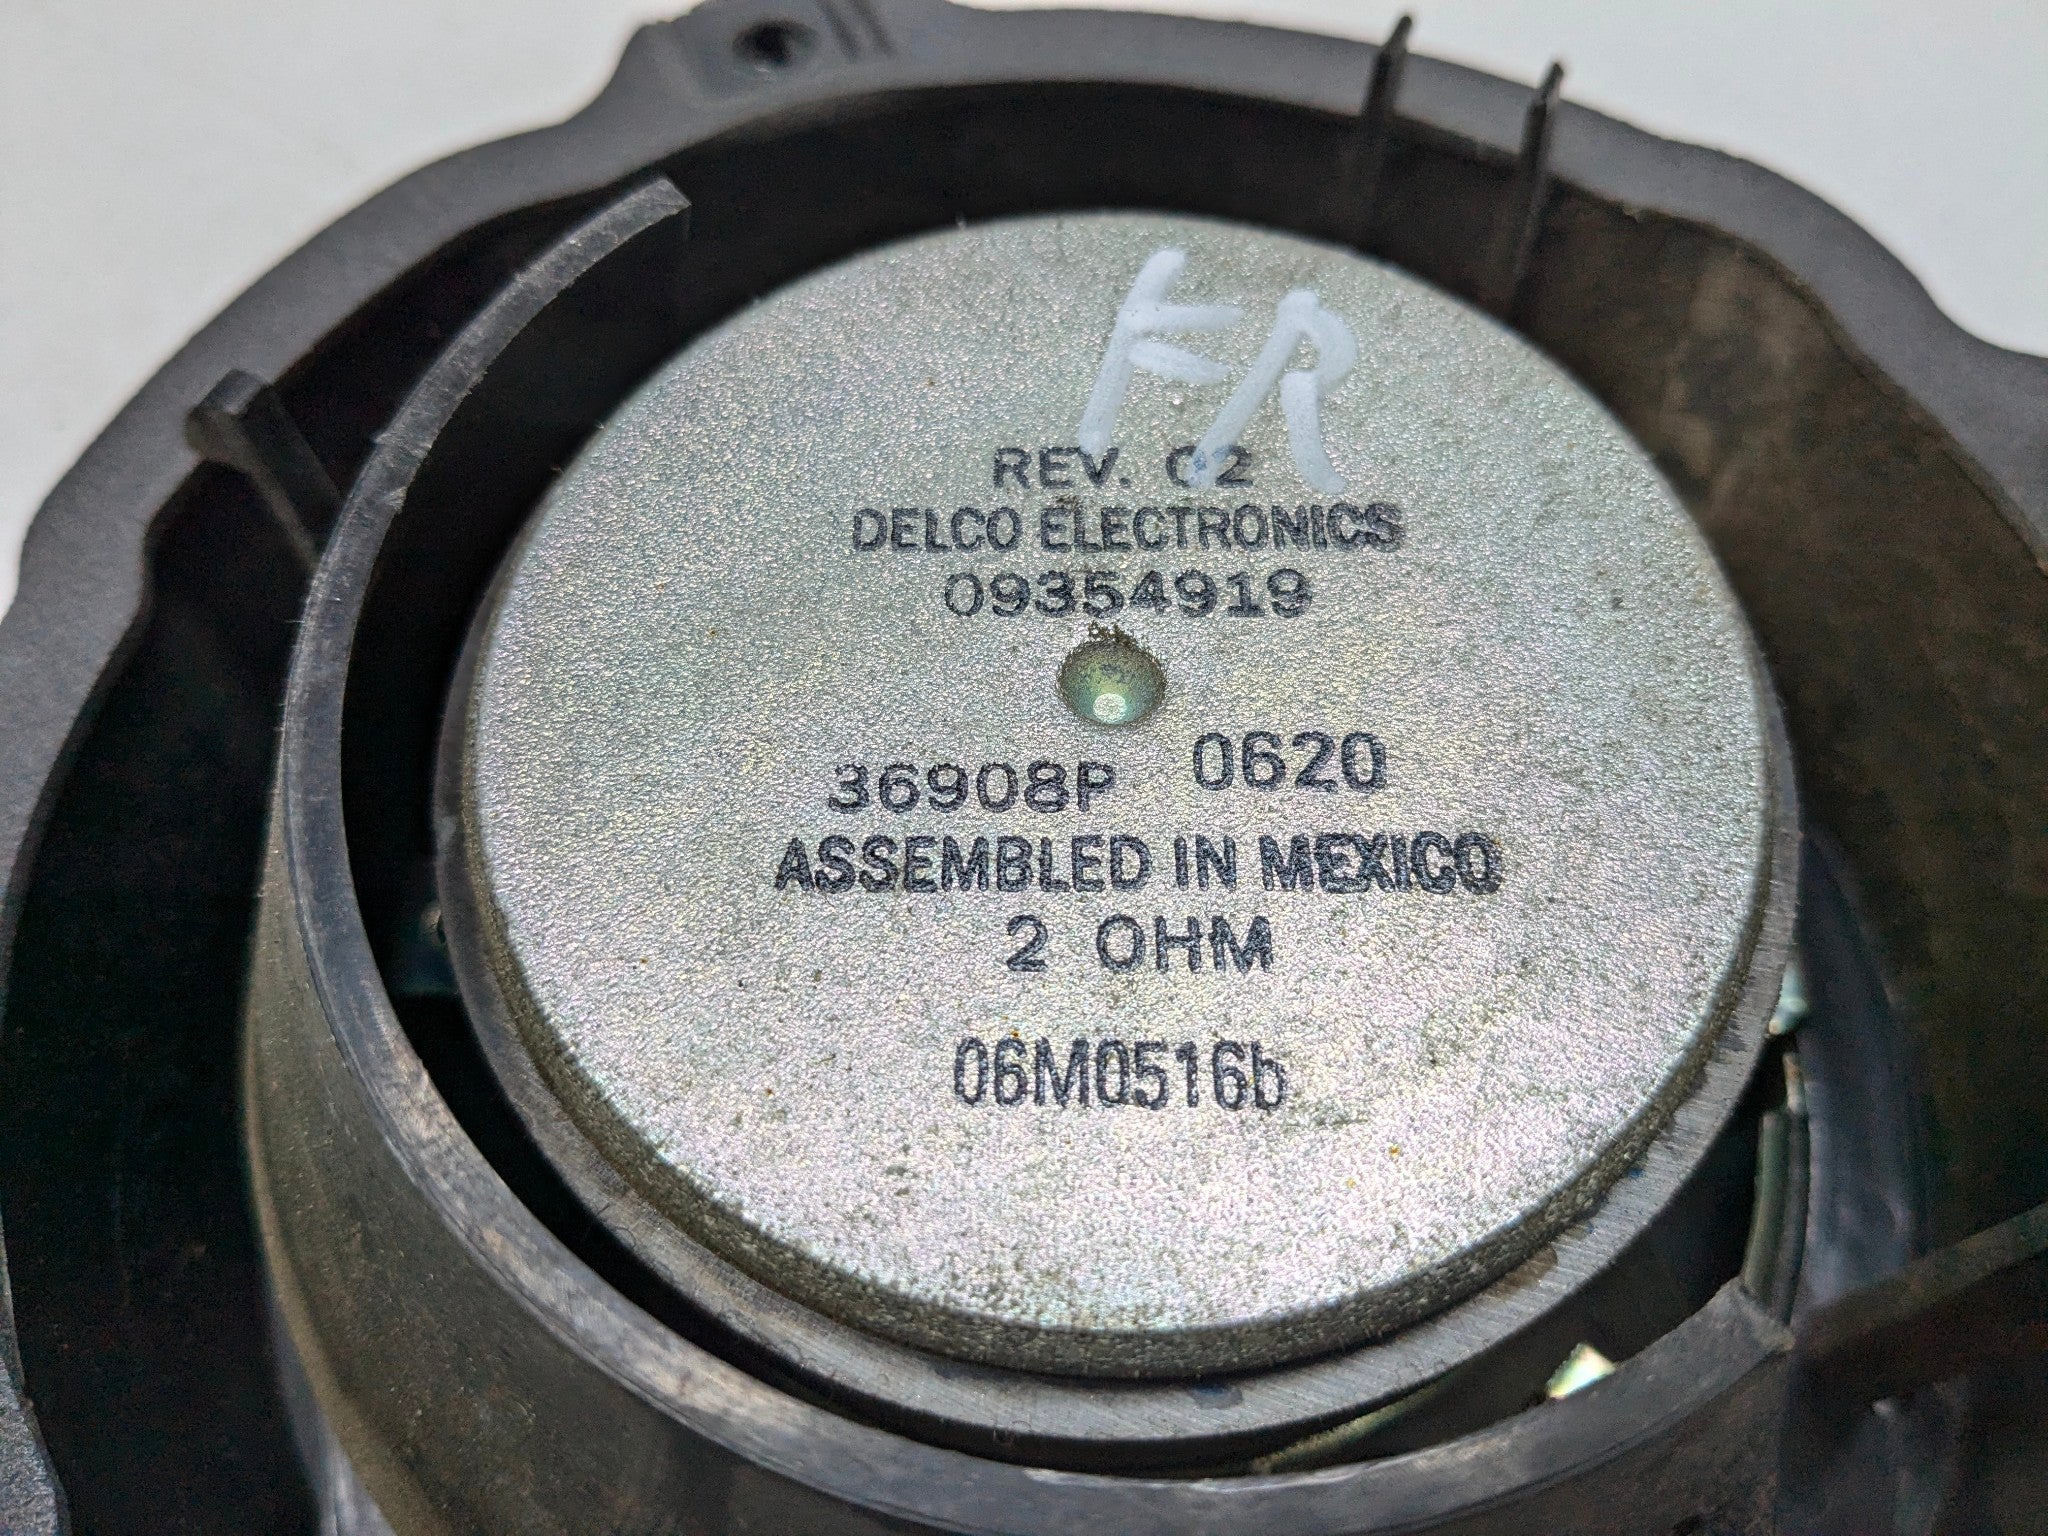 FR
REV. 02
DELCO ELECTRONICS
09354919
36908P 0620
ASSEMBLED IN MEXICO
2 OHM
06M0516b